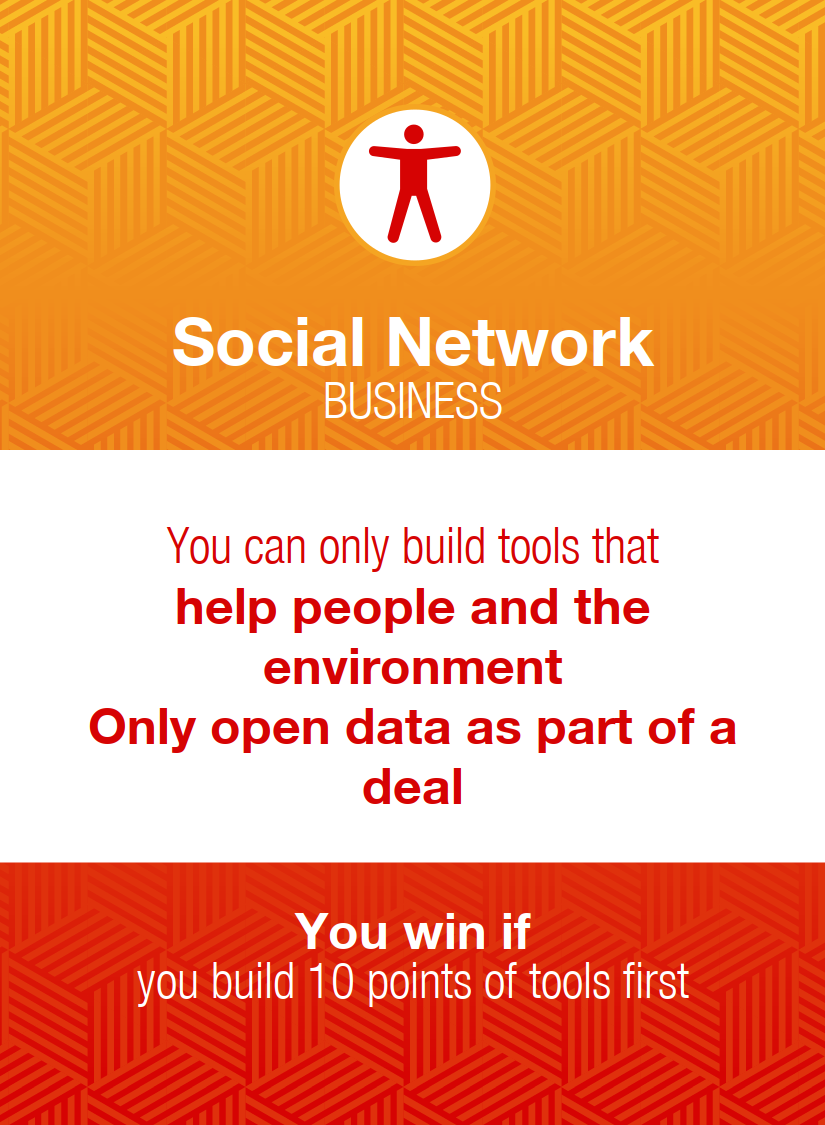 Social Network
BUSINESS
You can only build tools that
help people and the
environment
Only open data as part of a
deal
You win if
you build 10 points of tools first